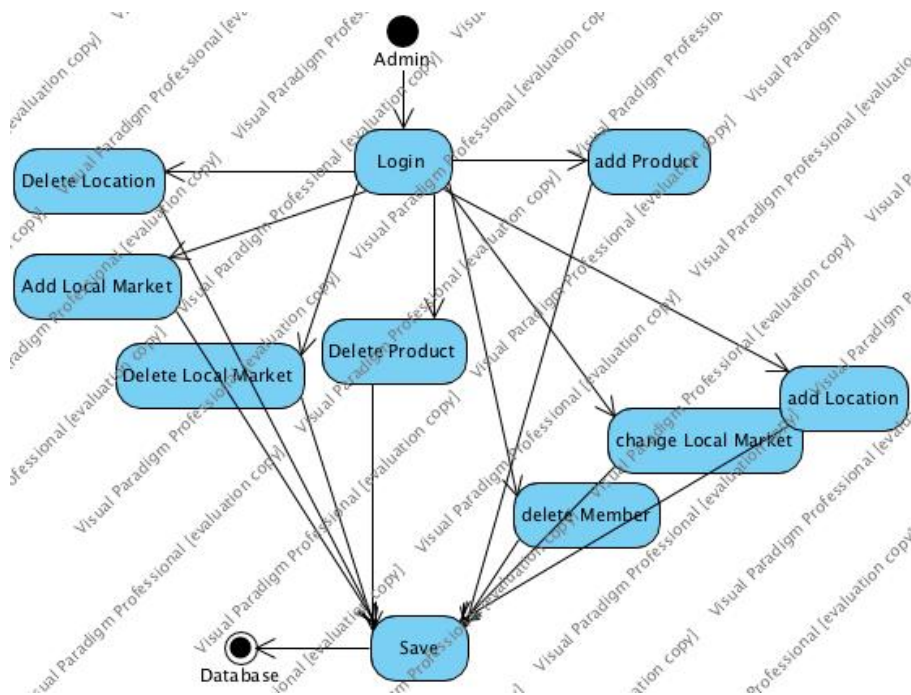 Admin
Login
add Product
Delete Location
Add Local Market
Delete Product
Delete Local Market
add Location
change Local Market
delete Member
Save
Database
Visual Paradigm Professional [evaluation copy]